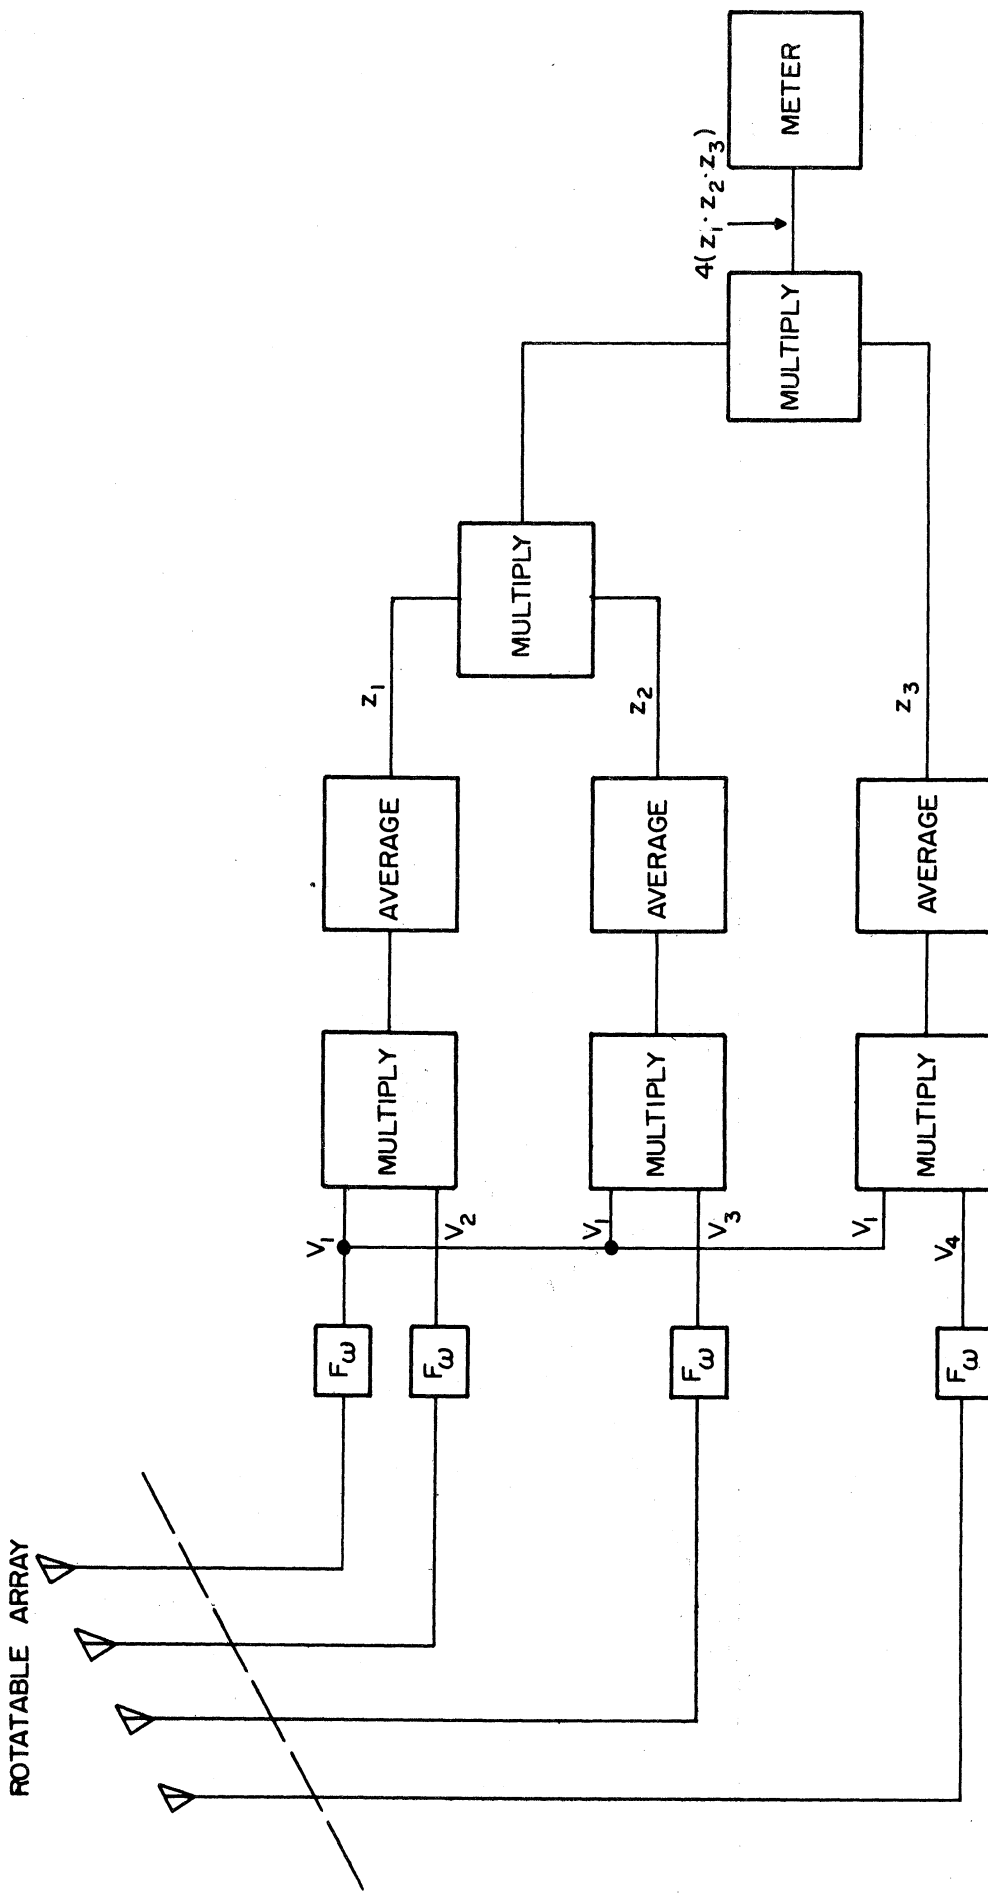 ROTATABLE ARRAY
Fω
Fω
Fω
Fω
V₁
V₂
V₁
V₃
V₁
V₄
MULTIPLY
MULTIPLY
MULTIPLY
AVERAGE
AVERAGE
AVERAGE
z₁
z₂
z₃
MULTIPLY
MULTIPLY
4(z₁ · z₂ · z₃)
METER